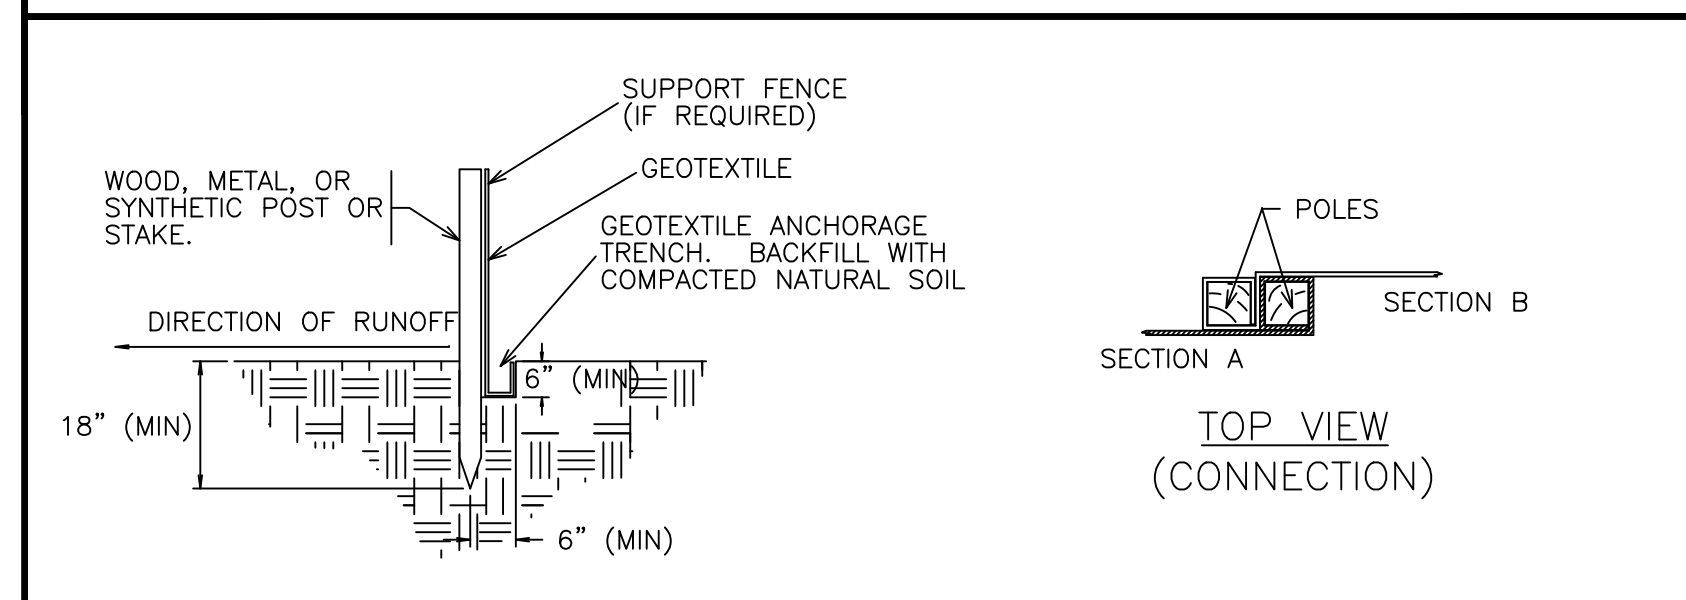 SUPPORT FENCE
(IF REQUIRED)
GEOTEXTILE
WOOD, METAL, OR
SYNTHETIC POST OR
STAKE.
GEOTEXTILE ANCHORAGE
TRENCH. BACKFILL WITH
COMPACTED NATURAL SOIL
DIRECTION OF RUNOFF
6” (MIN)
18” (MIN)
6” (MIN)
POLES
SECTION B
SECTION A
TOP VIEW
(CONNECTION)